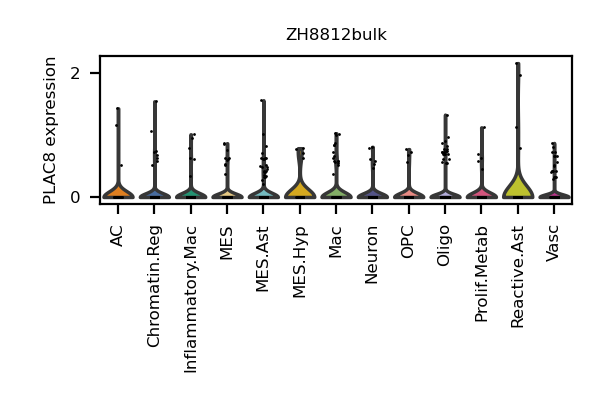 ZH8812bulk
PLAC8 expression
2
0
AC
Chromatin.Reg
Inflammatory.Mac
MES
MES.Ast
MES.Hyp
Mac
Neuron
OPC
Oligo
Prolif.Metab
Reactive.Ast
Vasc